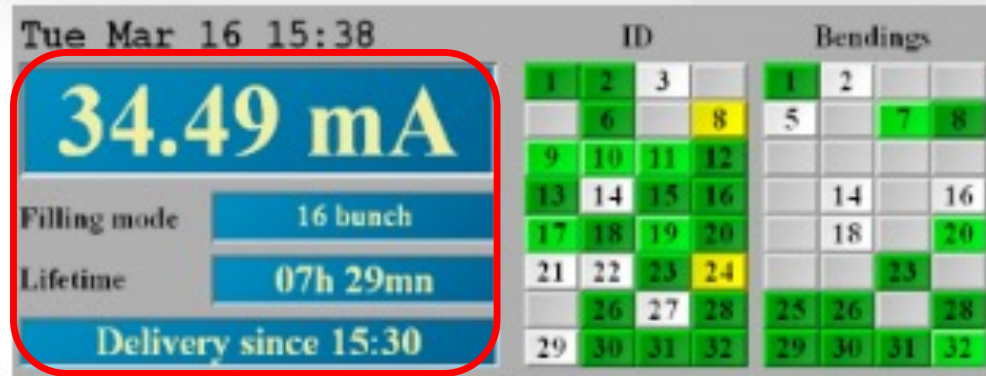 Tue Mar 16 15:38
34.49 mA
Filling mode 16 bunch
Lifetime 07h 29mn
Delivery since 15:30
ID
1 2 3
6 8
9 10 11 12
13 14 15 16
17 18 19 20
21 22 23 24
26 27 28
29 30 31 32
Bendings
1 2
5 7 8
14 16
18 20
23
25 26 28
29 30 31 32